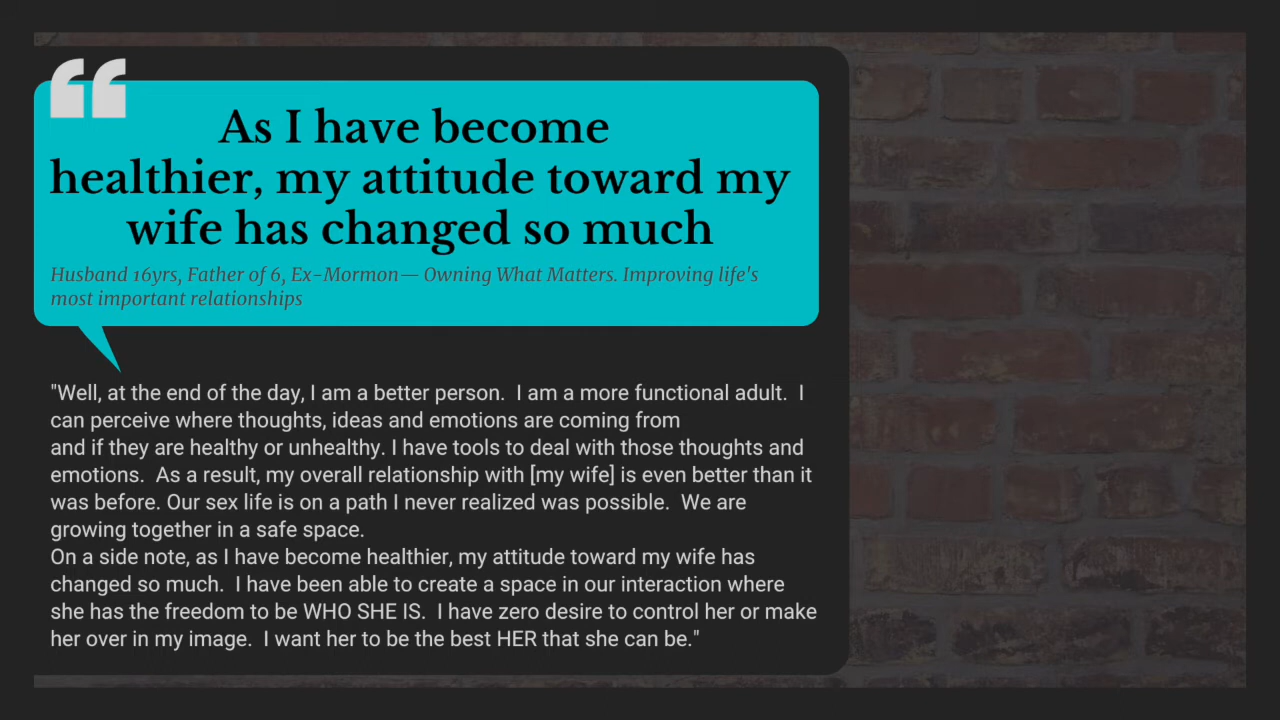 “
As I have become
healthier, my attitude toward my
wife has changed so much
Husband 16yrs, Father of 6, Ex-Mormon— Owning What Matters. Improving life's
most important relationships
"Well, at the end of the day, I am a better person.  I am a more functional adult.  I
can perceive where thoughts, ideas and emotions are coming from
and if they are healthy or unhealthy. I have tools to deal with those thoughts and
emotions.  As a result, my overall relationship with [my wife] is even better than it
was before. Our sex life is on a path I never realized was possible.  We are
growing together in a safe space.
On a side note, as I have become healthier, my attitude toward my wife has
changed so much.  I have been able to create a space in our interaction where
she has the freedom to be WHO SHE IS.  I have zero desire to control her or make
her over in my image.  I want her to be the best HER that she can be."